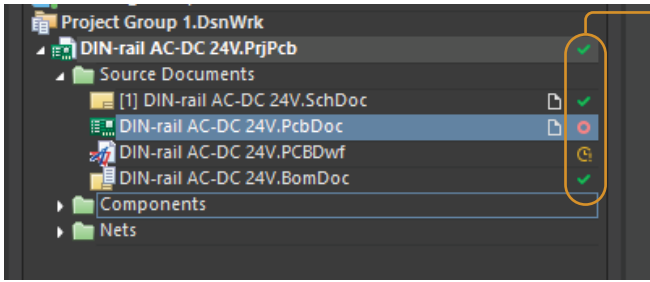 Project Group 1.DsnWrk
DIN-rail AC-DC 24V.PrjPcb
Source Documents
[1] DIN-rail AC-DC 24V.SchDoc
DIN-rail AC-DC 24V.PcbDoc
DIN-rail AC-DC 24V.PCBDwf
DIN-rail AC-DC 24V.BomDoc
Components
Nets